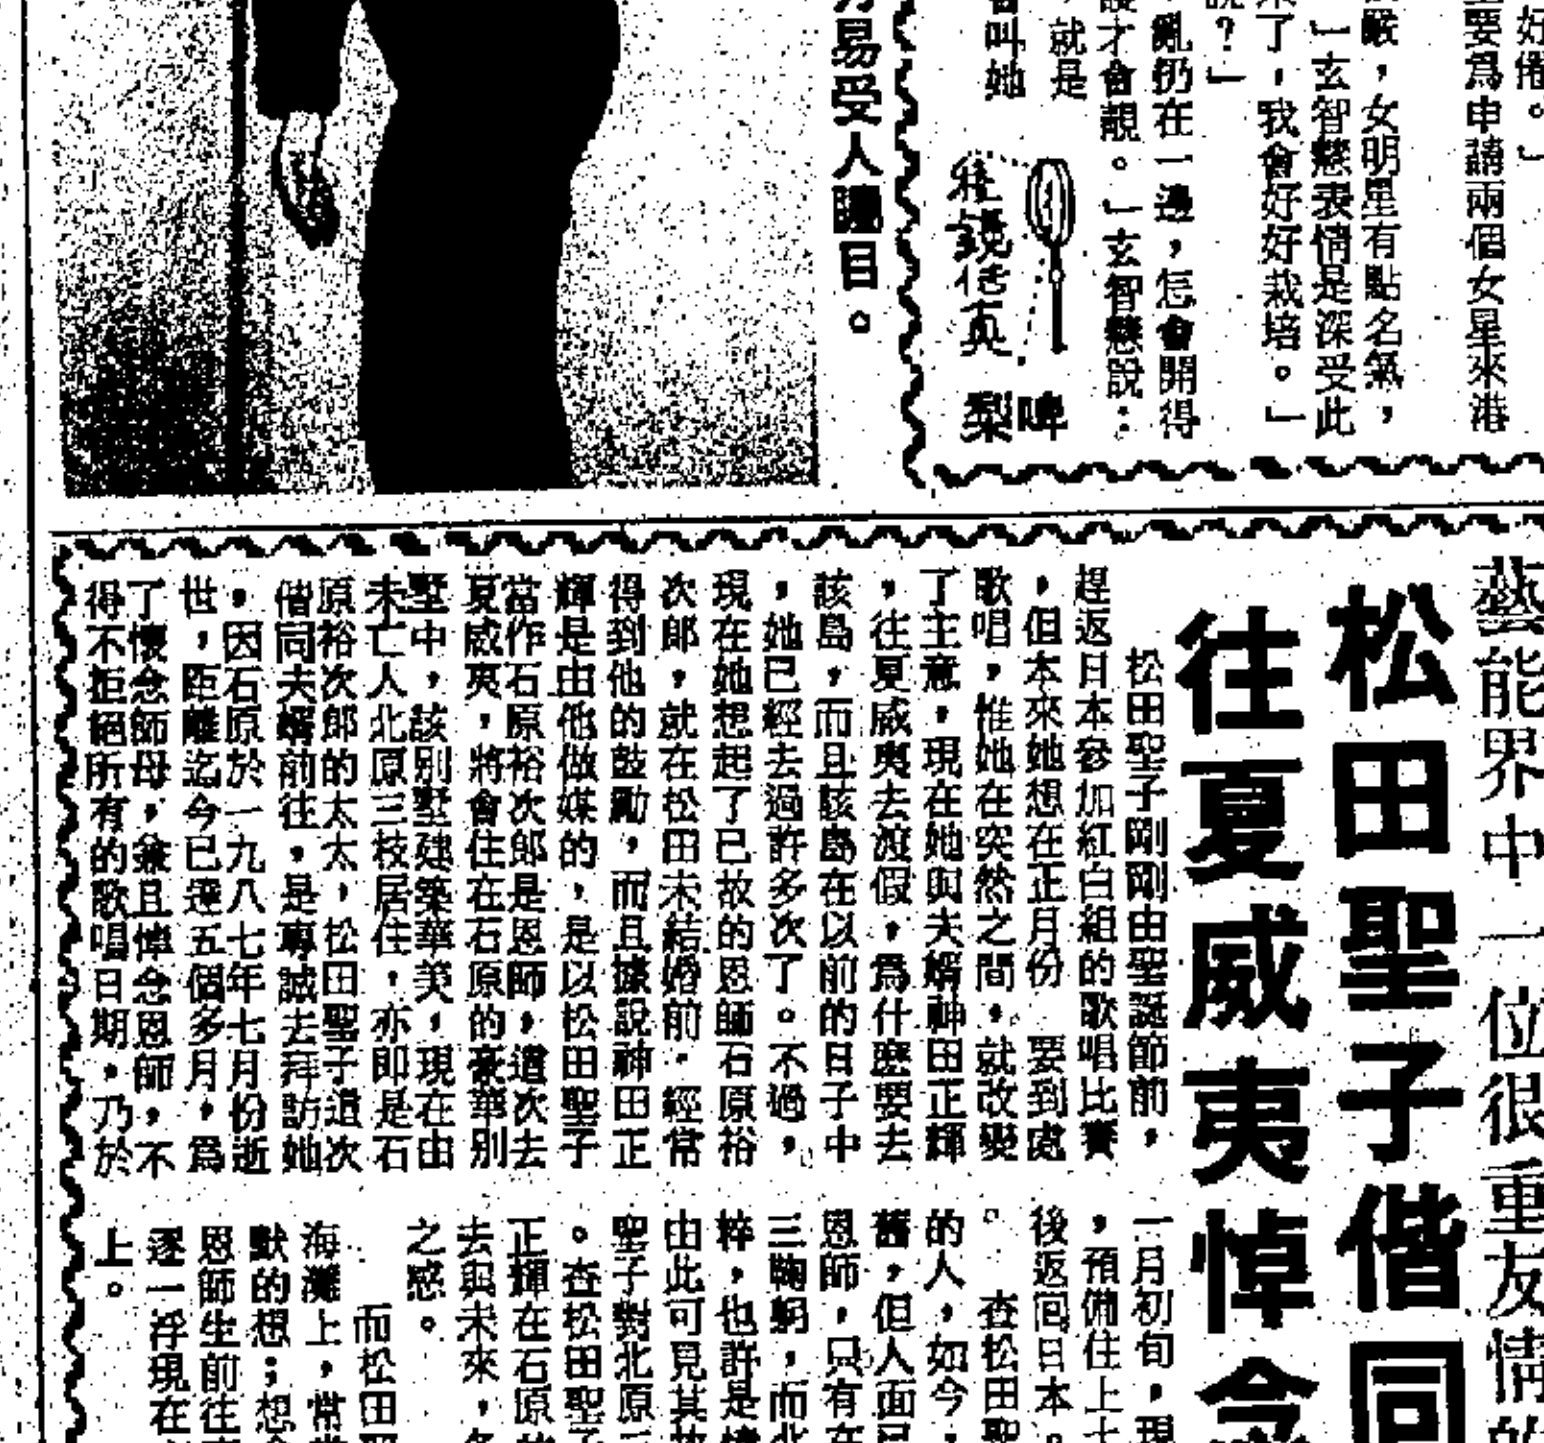 好捲。」
要爲申請兩個女星來港
嚴，女明星有點名氣，
」玄智慧表情是深受此
了，我會好好栽培。」
說？」
亂扔在一邊，怎會開得
才會靚。」玄智慧說：
，就是
叫她
啤梨
易受人矚目。
藝能界中一位很重友情的
松田聖子偕同
往夏威夷悼念
松田聖子剛剛由聖誕節前，
趕返日本參加紅白組的歌唱比賽
，但本來她想在正月份　要到處
歌唱，惟她在突然之間，就改變
了主意，現在她與夫婿神田正輝
，往夏威夷去渡假，爲什麽要去
該島，而且該島在以前的日子中
，她已經去過許多次了。不過，
現在她想起了已故的恩師石原裕
次郎，就在松田未結婚前，經常
得到他的鼓勵，而且據說神田正
輝是由他做媒的，是以松田聖子
當作石原裕次郎是恩師，這次去
夏威夷，將會住在石原的豪華別
墅中，該別墅建築華美，現在由
未亡人北原三枝居住，亦即是石
原裕次郎的太太，松田聖子這次
偕同夫婿前往，是專誠去拜訪她
，因石原於一九八七年七月份逝
世，距離迄今已達五個多月，爲
了懷念師母，兼且悼念恩師，不
得不拒絕所有的歌唱日期，乃於
一月初旬，現
，預備住上十
後返回日本。
查松田聖
的人，如今，
舊，但人面已
恩師，只有在
三鞠躬，而北
粹，也許是
由此可見其
聖子對北原三
。查松田聖子
正輝在石原
去與未來，
之感。
而松田聖
海灘上，常
默的想；想
恩師生前往
逐一浮現在
上。